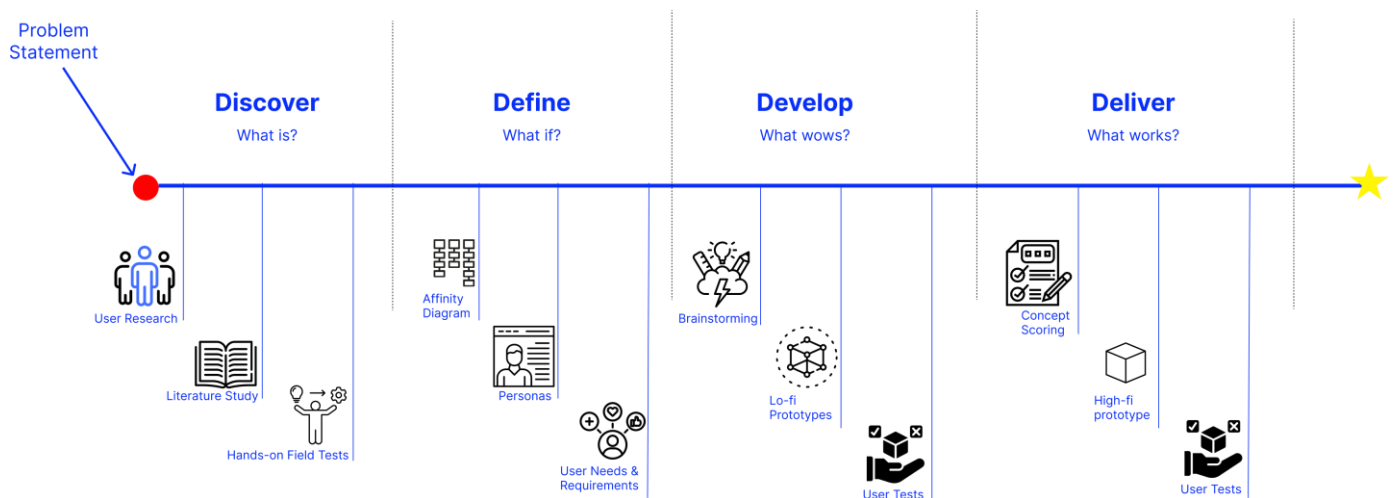 Problem
Statement
Discover
What is?
Define
What if?
Develop
What wows?
Deliver
What works?
User Research
Literature Study
Hands-on Field Tests
Affinity
Diagram
Personas
User Needs &
Requirements
Brainstorming
Lo-fi
Prototypes
User Tests
Concept
Scoring
High-fi
prototype
User Tests